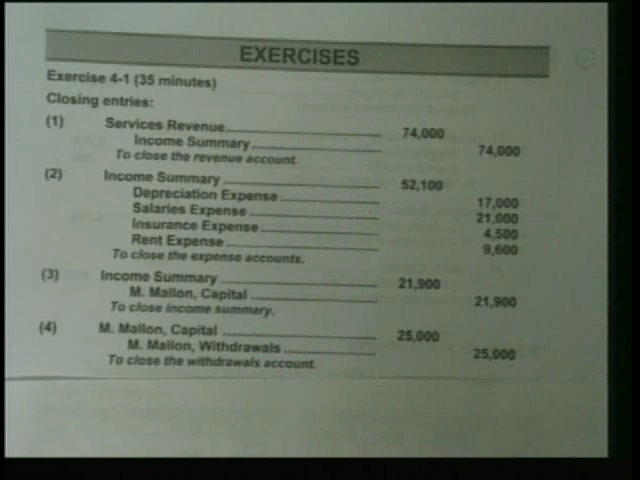 EXERCISES
Exercise 4-1 (35 minutes)
Closing entries:
(1) Services Revenue 74,000
Income Summary 74,000
To close the revenue account.
(2) Income Summary 52,100
Depreciation Expense 17,000
Salaries Expense 21,000
Insurance Expense 4,500
Rent Expense 9,600
To close the expense accounts.
(3) Income Summary 21,900
M. Mallon, Capital 21,900
To close income summary.
(4) M. Mallon, Capital 25,000
M. Mallon, Withdrawals 25,000
To close the withdrawals account.